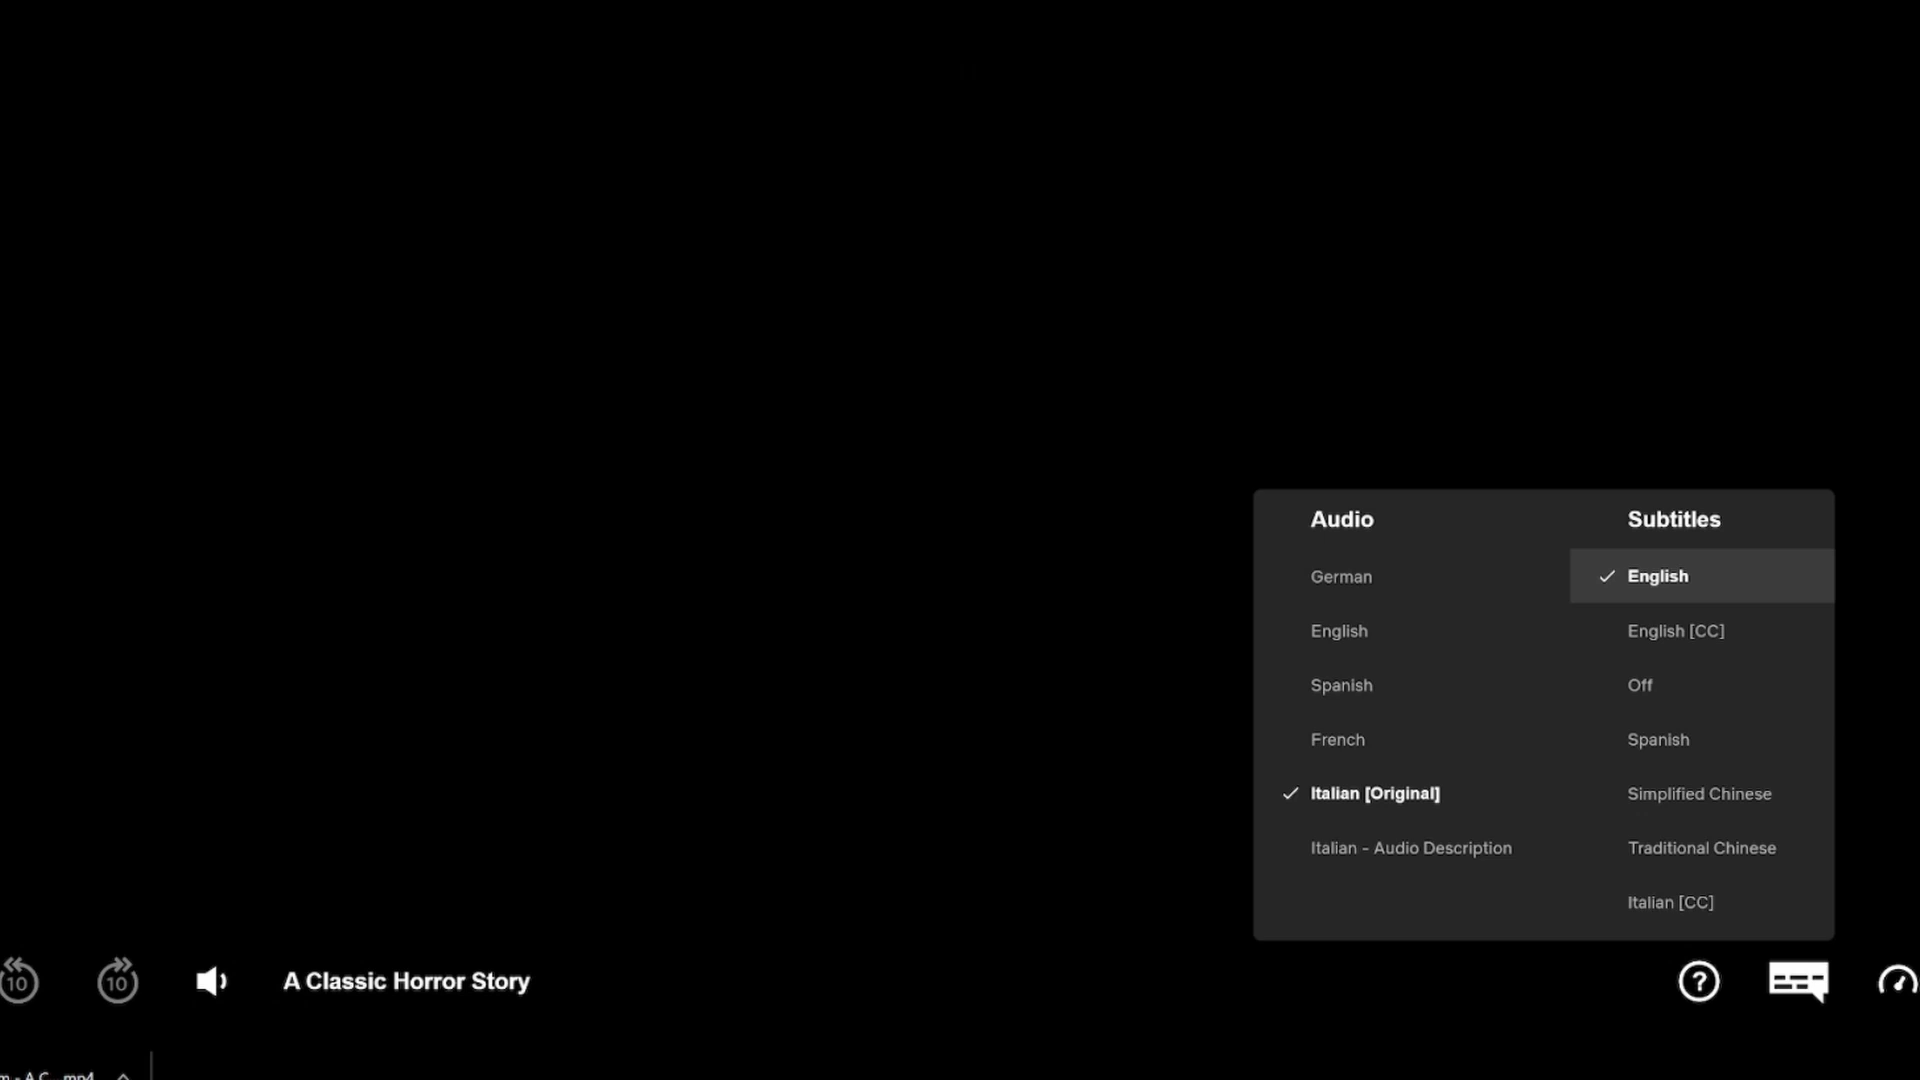 Audio
German
English
Spanish
French
Italian [Original]
Italian - Audio Description
Subtitles
English
English [CC]
Off
Spanish
Simplified Chinese
Traditional Chinese
Italian [CC]
10
10
A Classic Horror Story
?
A C... .mp4